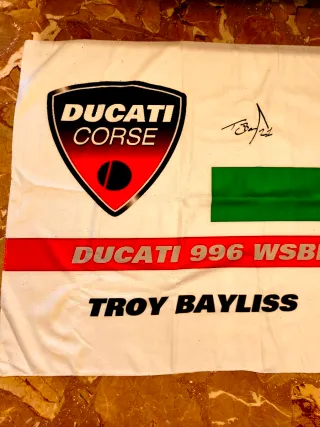 DUCATI
CORSE
DUCATI 996 WSB
TROY BAYLISS